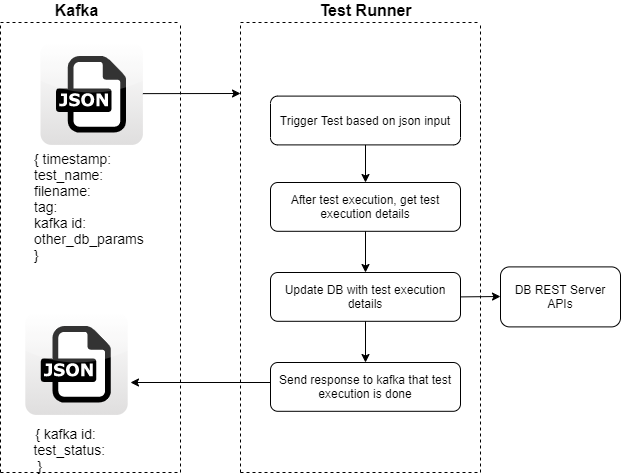 Kafka
Test Runner
JSON
{ timestamp:
test_name:
filename:
tag:
kafka id:
other_db_params
}
Trigger Test based on json input
After test execution, get test
execution details
Update DB with test execution
details
DB REST Server
APIs
Send response to kafka that test
execution is done
JSON
{ kafka id:
test_status:
}